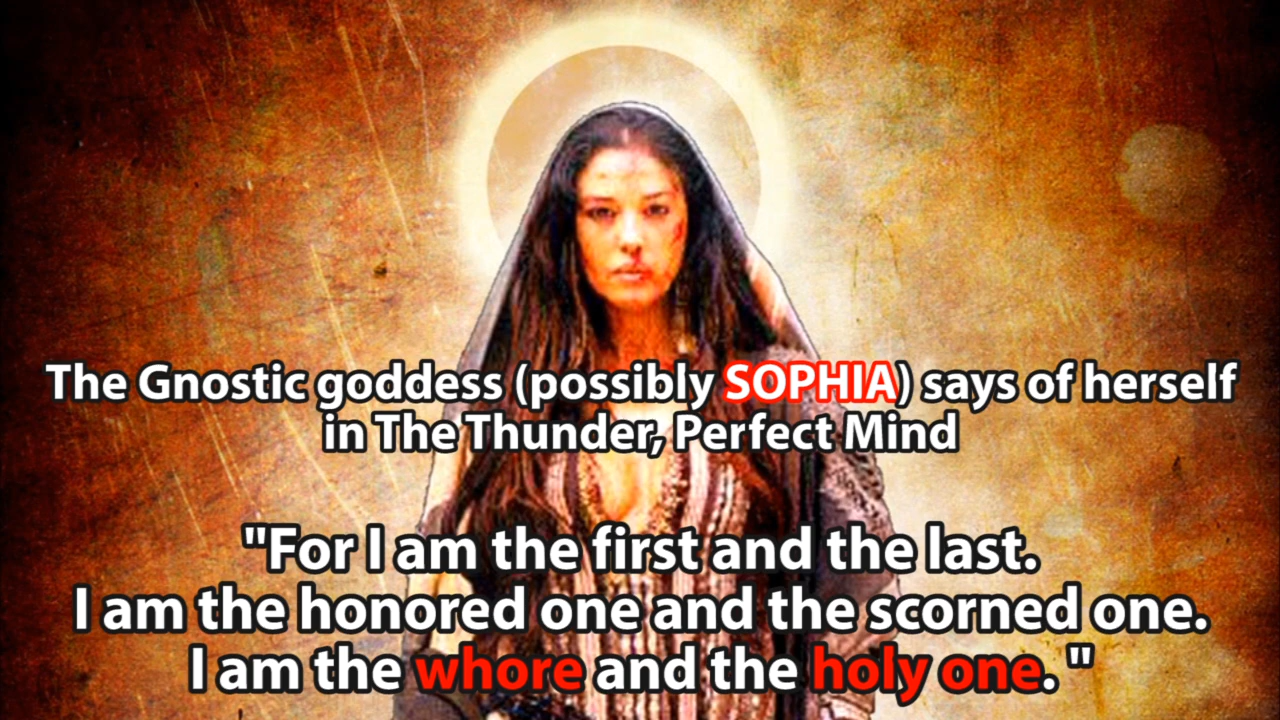 The Gnostic goddess (possibly SOPHIA) says of herself
in The Thunder, Perfect Mind
"For I am the first and the last.
I am the honored one and the scorned one.
I am the whore and the holy one. "